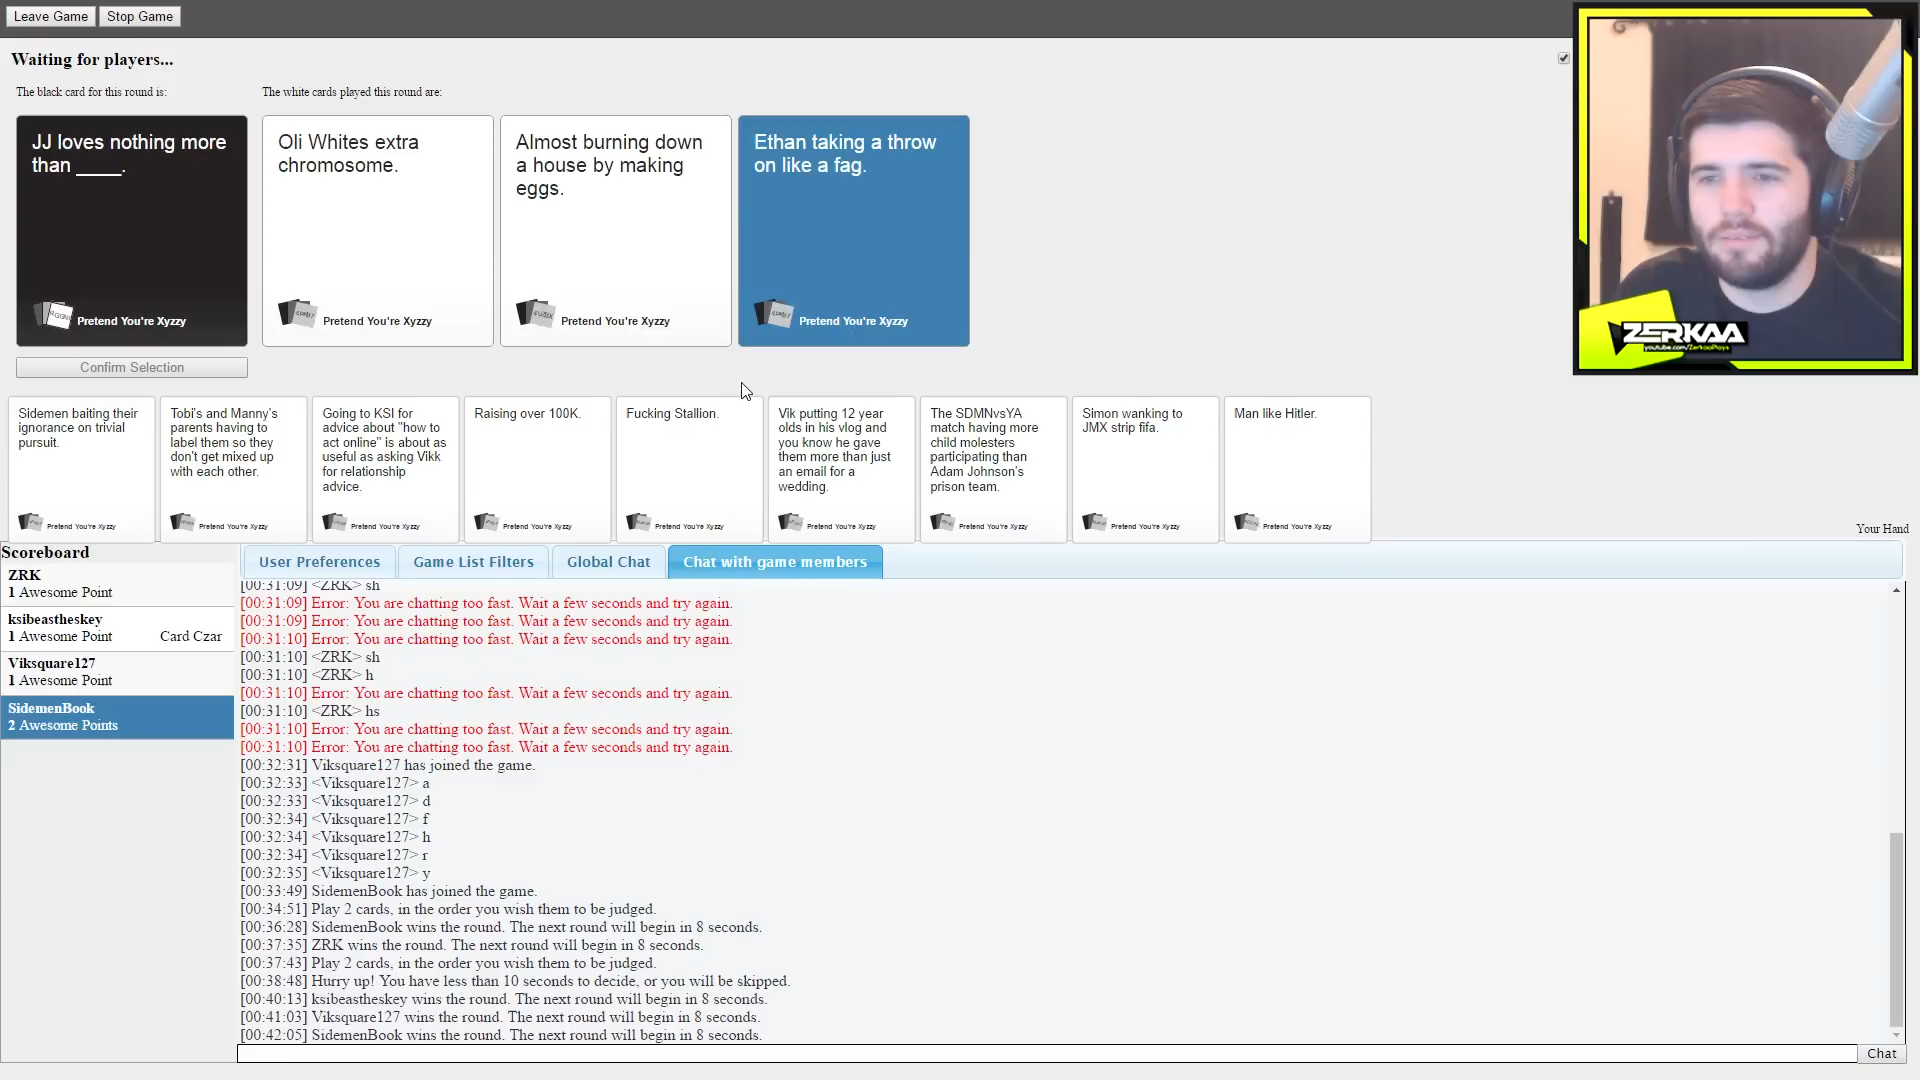 Leave Game
Stop Game
Waiting for players...
The black card for this round is:
The white cards played this round are:
JJ loves nothing more
than ____.
Pretend You're Xyzzy
Oli Whites extra
chromosome.
Pretend You're Xyzzy
Almost burning down
a house by making
eggs.
Pretend You're Xyzzy
Ethan taking a throw
on like a fag.
Pretend You're Xyzzy
ZERKAA
youtube.com/ZerkaaPlays
Confirm Selection
Sidemen baiting their
ignorance on trivial
pursuit.
Pretend You're Xyzzy
Tobi's and Manny's
parents having to
label them so they
don't get mixed up
with each other.
Pretend You're Xyzzy
Going to KSI for
advice about "how to
act online" is about as
useful as asking Vikk
for relationship
advice.
Pretend You're Xyzzy
Raising over 100K.
Pretend You're Xyzzy
Fucking Stallion.
Pretend You're Xyzzy
Vik putting 12 year
olds in his vlog and
you know he gave
them more than just
an email for a
wedding.
Pretend You're Xyzzy
The SDMNvsYA
match having more
child molesters
participating than
Adam Johnson's
prison team.
Pretend You're Xyzzy
Simon wanking to
JMX strip fifa.
Pretend You're Xyzzy
Man like Hitler.
Pretend You're Xyzzy
Your Hand
Scoreboard
ZRK
1 Awesome Point
ksibeastheskey
1 Awesome Point Card Czar
Viksquare127
1 Awesome Point
SidemenBook
2 Awesome Points
User Preferences
Game List Filters
Global Chat
Chat with game members
[00:31:09] <ZRK> sh
[00:31:09] Error: You are chatting too fast. Wait a few seconds and try again.
[00:31:09] Error: You are chatting too fast. Wait a few seconds and try again.
[00:31:10] Error: You are chatting too fast. Wait a few seconds and try again.
[00:31:10] <ZRK> sh
[00:31:10] <ZRK> h
[00:31:10] Error: You are chatting too fast. Wait a few seconds and try again.
[00:31:10] <ZRK> hs
[00:31:10] Error: You are chatting too fast. Wait a few seconds and try again.
[00:31:10] Error: You are chatting too fast. Wait a few seconds and try again.
[00:32:31] Viksquare127 has joined the game.
[00:32:33] <Viksquare127> a
[00:32:33] <Viksquare127> d
[00:32:34] <Viksquare127> f
[00:32:34] <Viksquare127> h
[00:32:34] <Viksquare127> r
[00:32:35] <Viksquare127> y
[00:33:49] SidemenBook has joined the game.
[00:34:51] Play 2 cards, in the order you wish them to be judged.
[00:36:28] SidemenBook wins the round. The next round will begin in 8 seconds.
[00:37:35] ZRK wins the round. The next round will begin in 8 seconds.
[00:37:43] Play 2 cards, in the order you wish them to be judged.
[00:38:48] Hurry up! You have less than 10 seconds to decide, or you will be skipped.
[00:40:13] ksibeastheskey wins the round. The next round will begin in 8 seconds.
[00:41:03] Viksquare127 wins the round. The next round will begin in 8 seconds.
[00:42:05] SidemenBook wins the round. The next round will begin in 8 seconds.
Chat